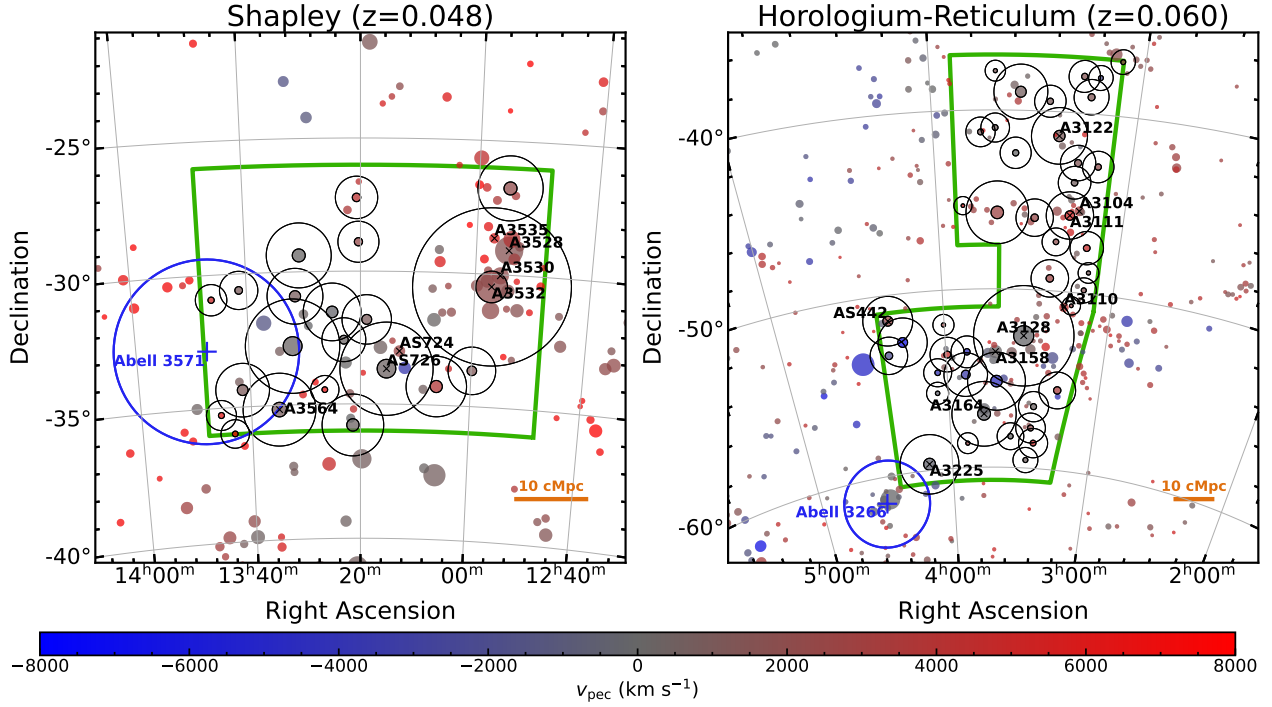 Shapley (z=0.048)
Horologium-Reticulum (z=0.060)
Declination
−25°
−30°
−35°
−40°
A3535
A3528
A3530
A3532
AS724
AS726
Abell 3571
A3564
10 cMpc
14ʰ00ᵐ
13ʰ40ᵐ
20ᵐ
00ᵐ
12ʰ40ᵐ
Right Ascension
Declination
-40°
-50°
-60°
A3122
A3104
A3111
A3110
AS442
A3128
A3158
A3164
A3225
Abell 3266
10 cMpc
5ʰ00ᵐ
4ʰ00ᵐ
3ʰ00ᵐ
2ʰ00ᵐ
Right Ascension
−8000 −6000 −4000 −2000 0 2000 4000 6000 8000
v_pec (km s⁻¹)